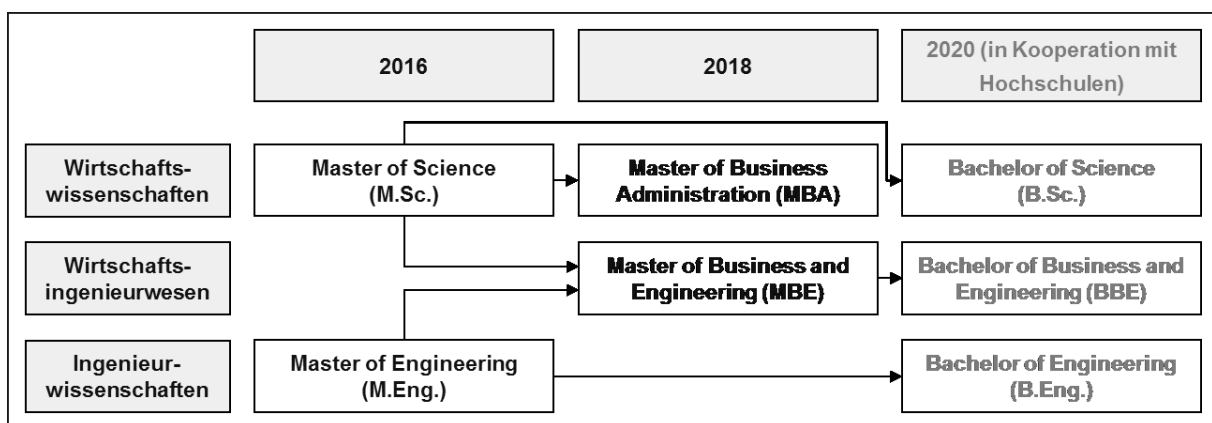 2016
2018
2020 (in Kooperation mit
Hochschulen)
Wirtschafts-
wissenschaften
Master of Science
(M.Sc.)
Master of Business
Administration (MBA)
Bachelor of Science
(B.Sc.)
Wirtschafts-
ingenieurwesen
Master of Business and
Engineering (MBE)
Bachelor of Business and
Engineering (BBE)
Ingenieur-
wissenschaften
Master of Engineering
(M.Eng.)
Bachelor of Engineering
(B.Eng.)